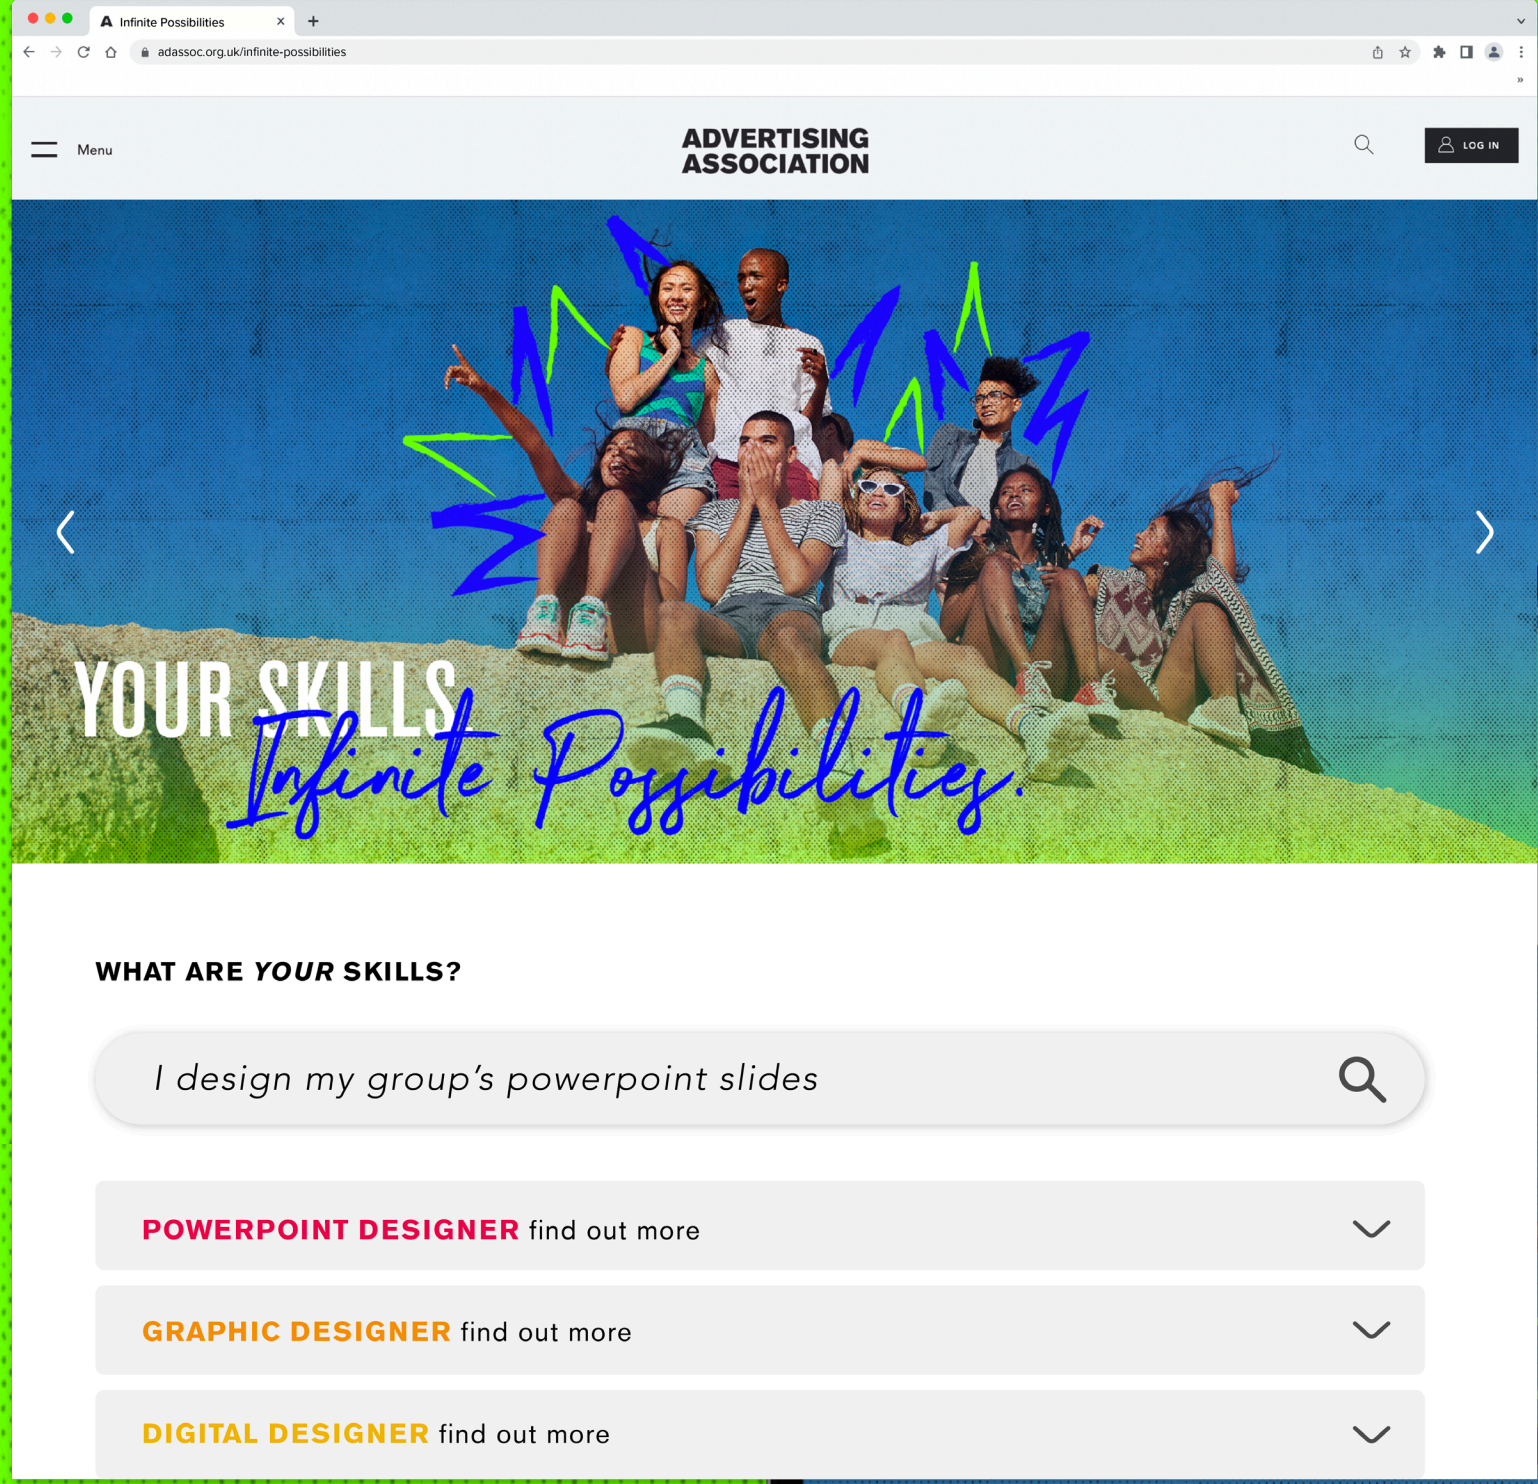 Infinite Possibilities
adassoc.org.uk/infinite-possibilities
Menu
ADVERTISING
ASSOCIATION
LOG IN
YOUR SKILLS.
Infinite Possibilities.
WHAT ARE YOUR SKILLS?
I design my group's powerpoint slides
POWERPOINT DESIGNER find out more
GRAPHIC DESIGNER find out more
DIGITAL DESIGNER find out more